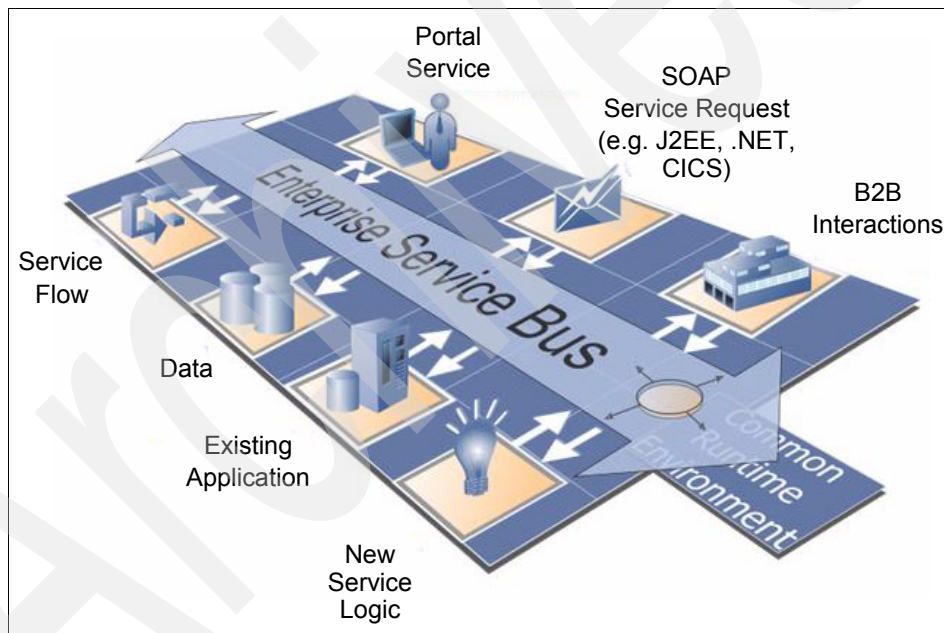 Portal
Service
SOAP
Service Request
(e.g. J2EE, .NET,
CICS)
B2B
Interactions
Enterprise Service Bus
Service
Flow
Data
Existing
Application
New
Service
Logic
Common
Runtime
Environment